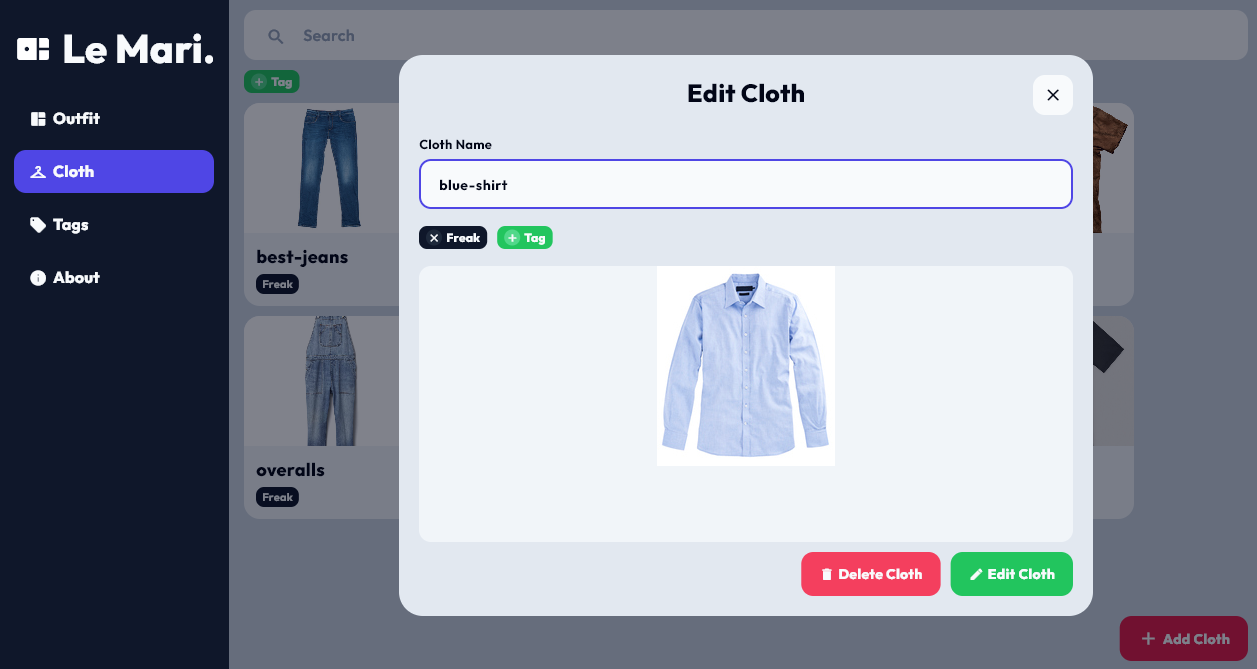 Le Mari.
Outfit
Cloth
Tags
About
Search
Tag
best-jeans
Freak
overalls
Freak
Edit Cloth
Cloth Name
blue-shirt
Freak
Tag
Delete Cloth
Edit Cloth
Add Cloth